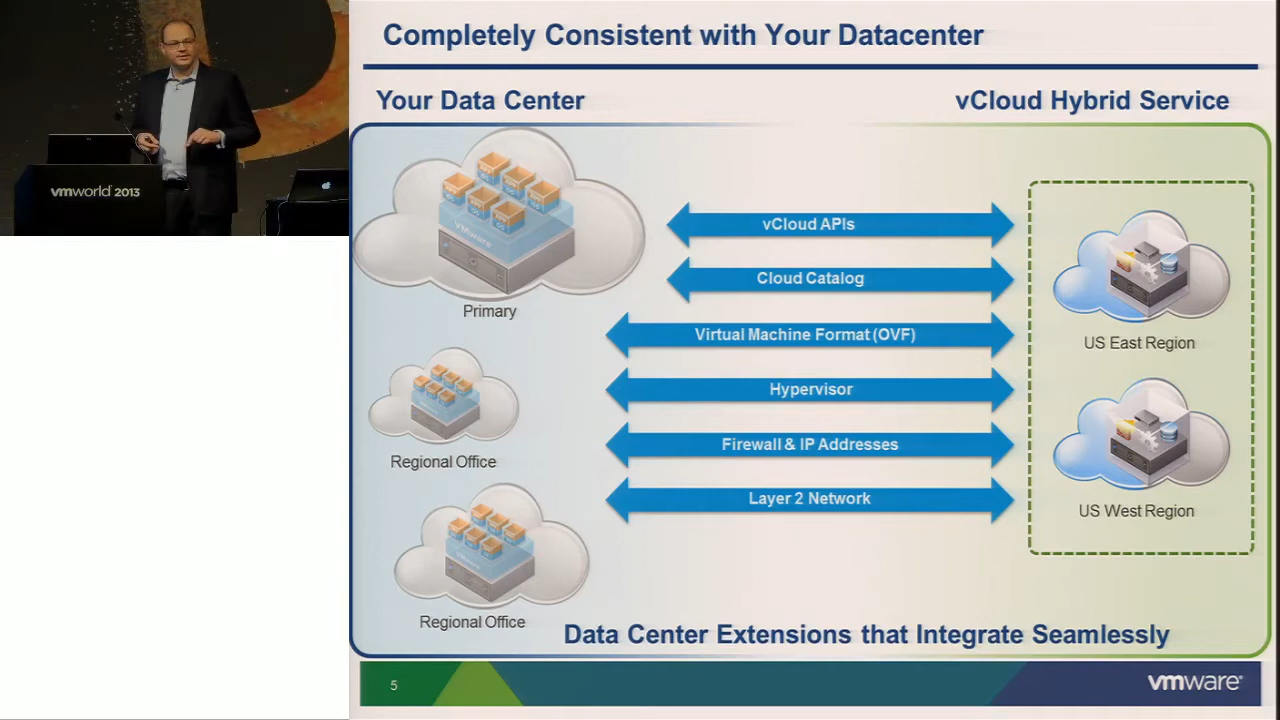 vmworld 2013
Completely Consistent with Your Datacenter
Your Data Center
vCloud Hybrid Service
vCloud APIs
Cloud Catalog
Virtual Machine Format (OVF)
Hypervisor
Firewall & IP Addresses
Layer 2 Network
VMware
Primary
Regional Office
Regional Office
US East Region
US West Region
Data Center Extensions that Integrate Seamlessly
5
vmware